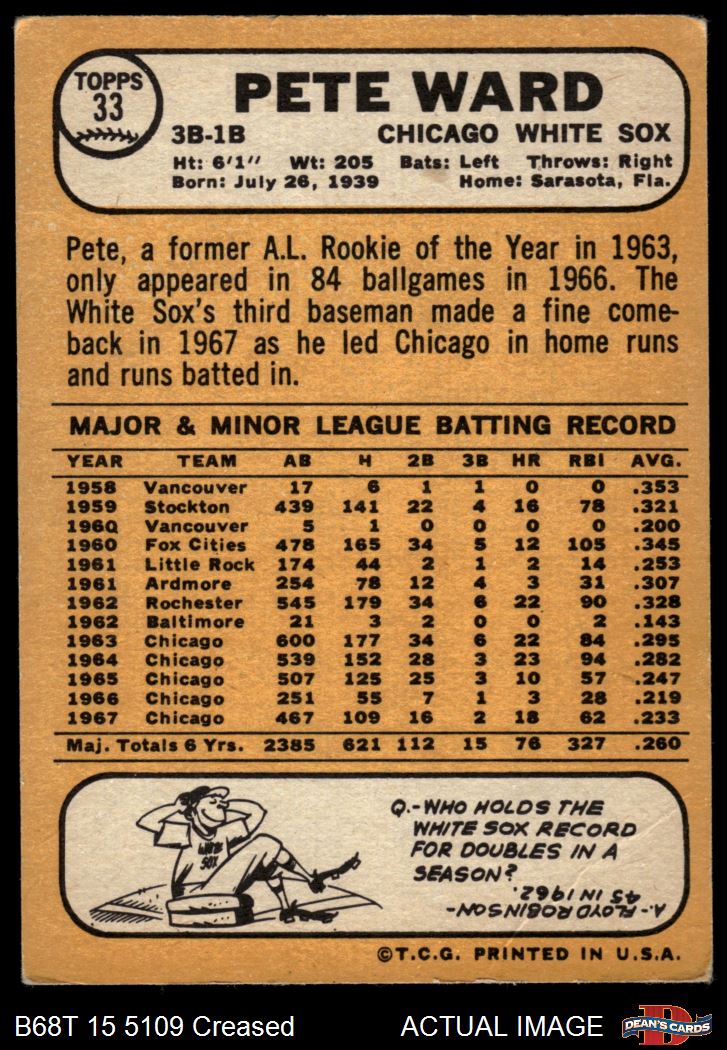 TOPPS
33
PETE WARD
3B-1B CHICAGO WHITE SOX
Ht: 6'1" Wt: 205 Bats: Left Throws: Right
Born: July 26, 1939 Home: Sarasota, Fla.
Pete, a former A.L. Rookie of the Year in 1963,
only appeared in 84 ballgames in 1966. The
White Sox's third baseman made a fine come-
back in 1967 as he led Chicago in home runs
and runs batted in.
MAJOR & MINOR LEAGUE BATTING RECORD
YEAR TEAM AB H 2B 3B HR RBI AVG.
1958 Vancouver 17 6 1 1 0 0 .353
1959 Stockton 439 141 22 4 16 78 .321
1960 Vancouver 5 1 0 0 0 0 .200
1960 Fox Cities 478 165 34 5 12 105 .345
1961 Little Rock 174 44 2 1 2 14 .253
1961 Ardmore 254 78 12 4 3 31 .307
1962 Rochester 545 179 34 6 22 90 .328
1962 Baltimore 21 3 2 0 0 2 .143
1963 Chicago 600 177 34 6 22 84 .295
1964 Chicago 539 152 28 3 23 94 .282
1965 Chicago 507 125 25 3 10 57 .247
1966 Chicago 251 55 7 1 3 28 .219
1967 Chicago 467 109 16 2 18 62 .233
Maj. Totals 6 Yrs. 2385 621 112 15 76 327 .260
WHITE
SOX
Q.-WHO HOLDS THE
WHITE SOX RECORD
FOR DOUBLES IN A
SEASON?
A.-FLOYD ROBINSON-
45 IN 1962.
©T.C.G. PRINTED IN U.S.A.
B68T 15 5109 Creased ACTUAL IMAGE
D
DEAN'S CARDS